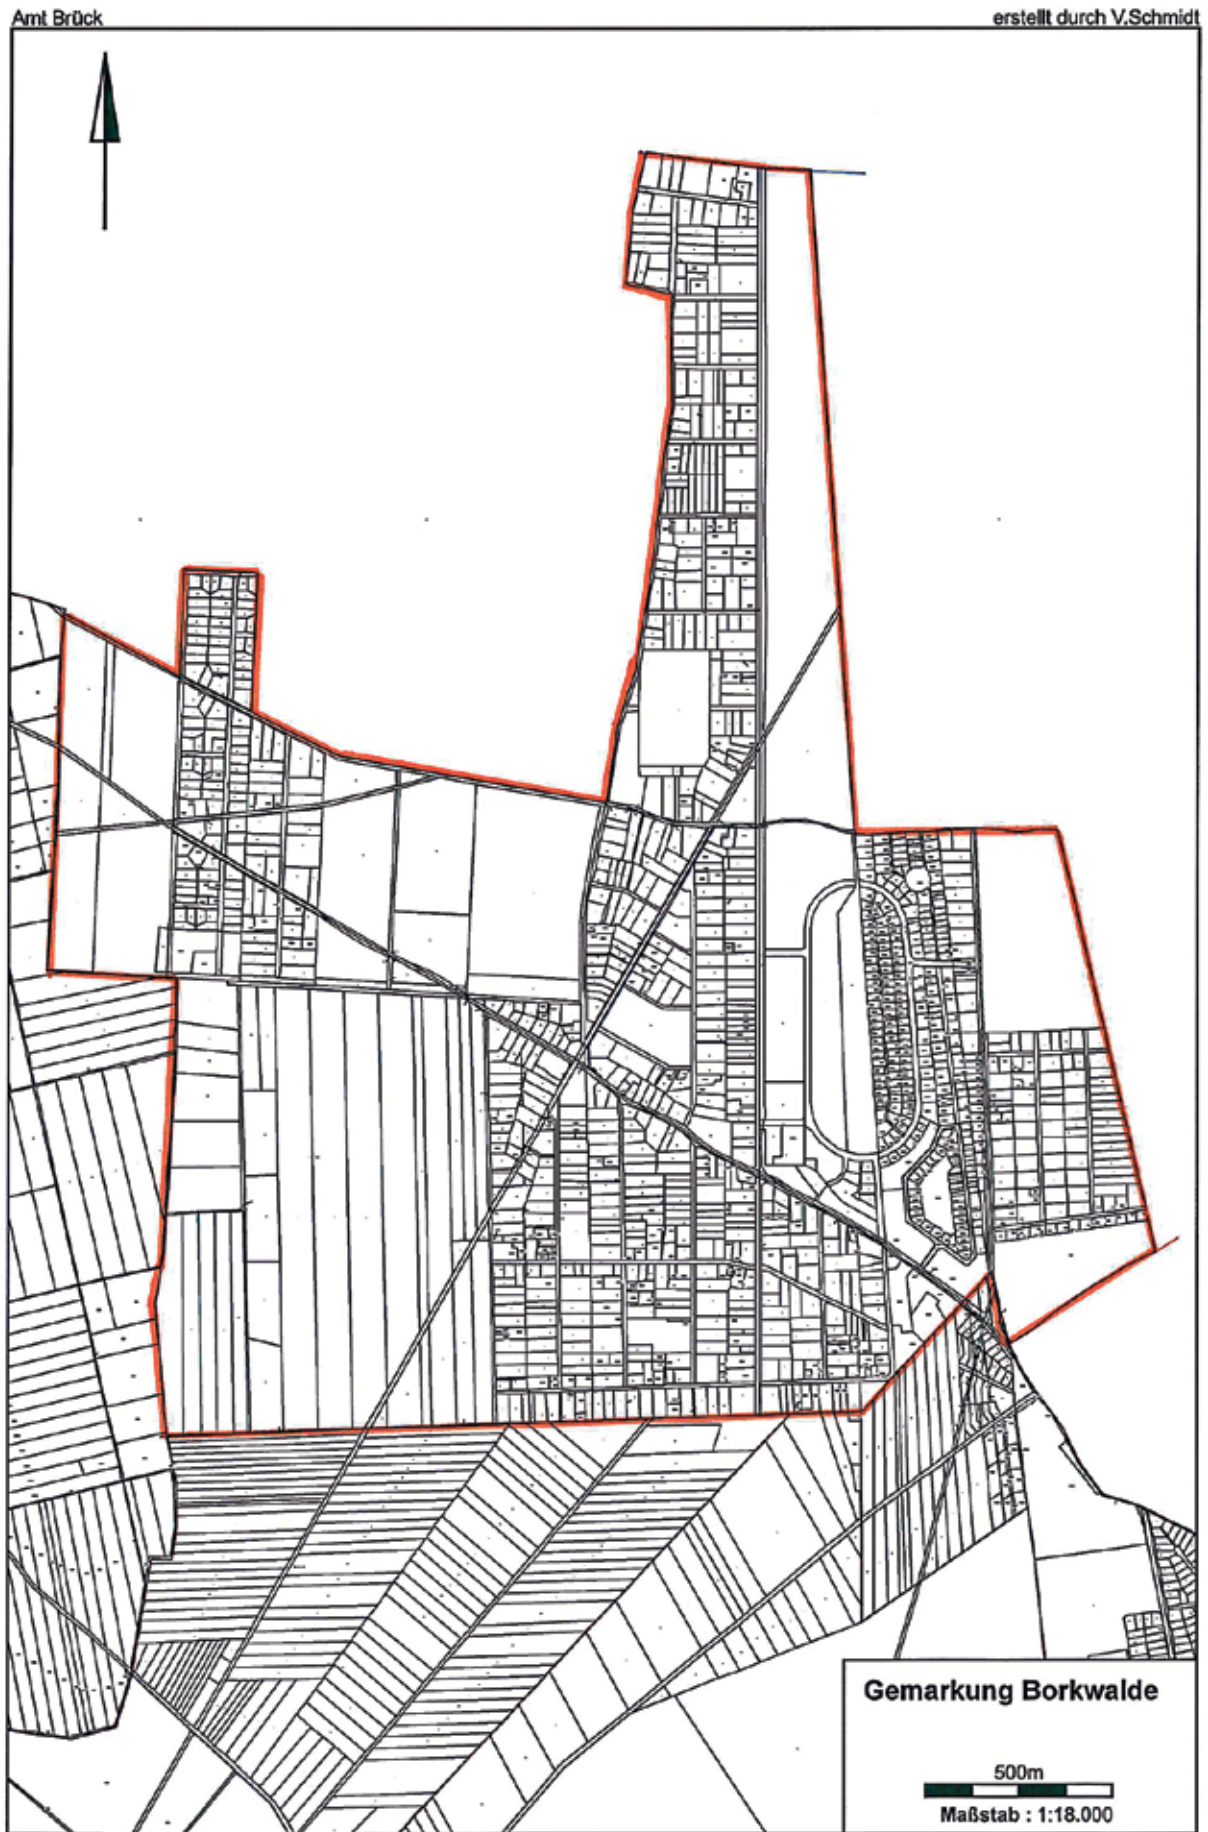 Amt Brück
erstellt durch V.Schmidt
Gemarkung Borkwalde
500m
Maßstab : 1:18.000